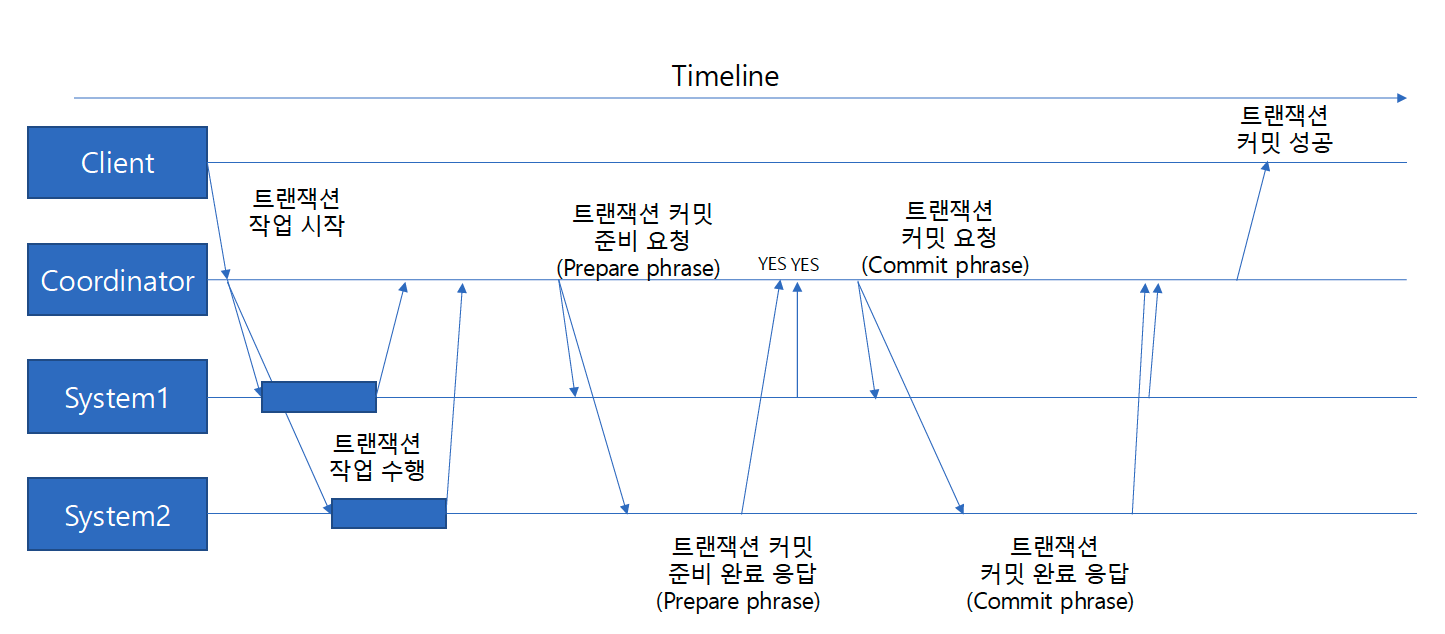 Timeline
트랜잭션
커밋 성공
Client
트랜잭션
작업 시작
트랜잭션 커밋
준비 요청
(Prepare phrase)
YES YES
트랜잭션
커밋 요청
(Commit phrase)
Coordinator
System1
트랜잭션
작업 수행
System2
트랜잭션 커밋
준비 완료 응답
(Prepare phrase)
트랜잭션
커밋 완료 응답
(Commit phrase)